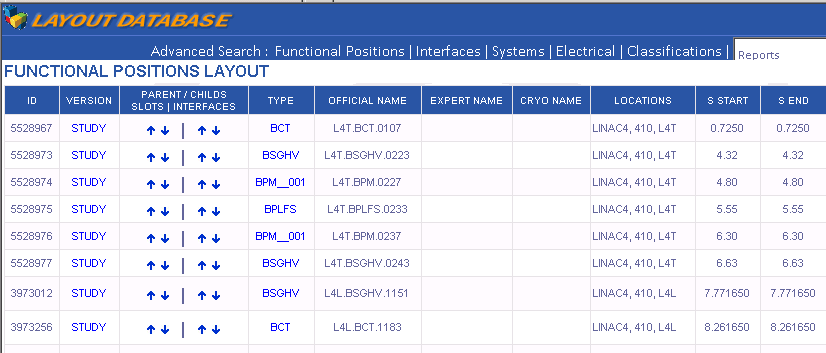 LAYOUT DATABASE
Advanced Search : Functional Positions | Interfaces | Systems | Electrical | Classifications | Reports
FUNCTIONAL POSITIONS LAYOUT
ID VERSION PARENT / CHILDS SLOTS | INTERFACES TYPE OFFICIAL NAME EXPERT NAME CRYO NAME LOCATIONS S START S END
5528967 STUDY | BCT L4T.BCT.0107 LINAC4, 410, L4T 0.7250 0.7250
5528973 STUDY | BSGHV L4T.BSGHV.0223 LINAC4, 410, L4T 4.32 4.32
5528974 STUDY | BPM__001 L4T.BPM.0227 LINAC4, 410, L4T 4.80 4.80
5528975 STUDY | BPLFS L4T.BPLFS.0233 LINAC4, 410, L4T 5.55 5.55
5528976 STUDY | BPM__001 L4T.BPM.0237 LINAC4, 410, L4T 6.30 6.30
5528977 STUDY | BSGHV L4T.BSGHV.0243 LINAC4, 410, L4T 6.63 6.63
3973012 STUDY | BSGHV L4L.BSGHV.1151 LINAC4, 410, L4L 7.771650 7.771650
3973256 STUDY | BCT L4L.BCT.1183 LINAC4, 410, L4L 8.261650 8.261650